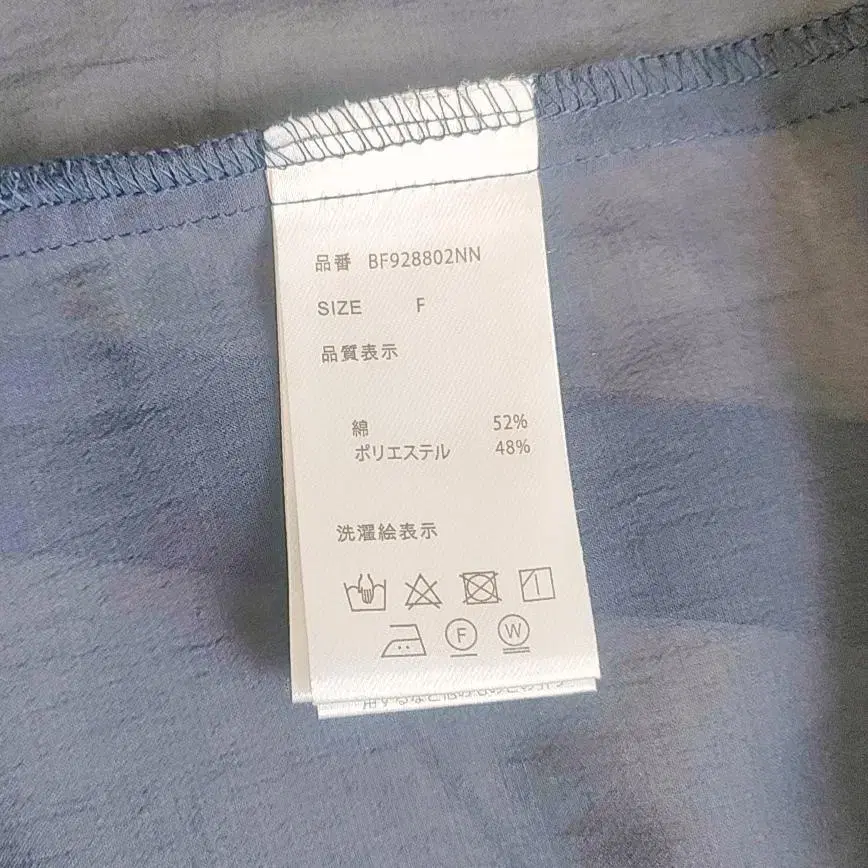 品番 BF928802NN
SIZE F
品質表示
綿 52%
ポリエステル 48%
洗濯絵表示
F W